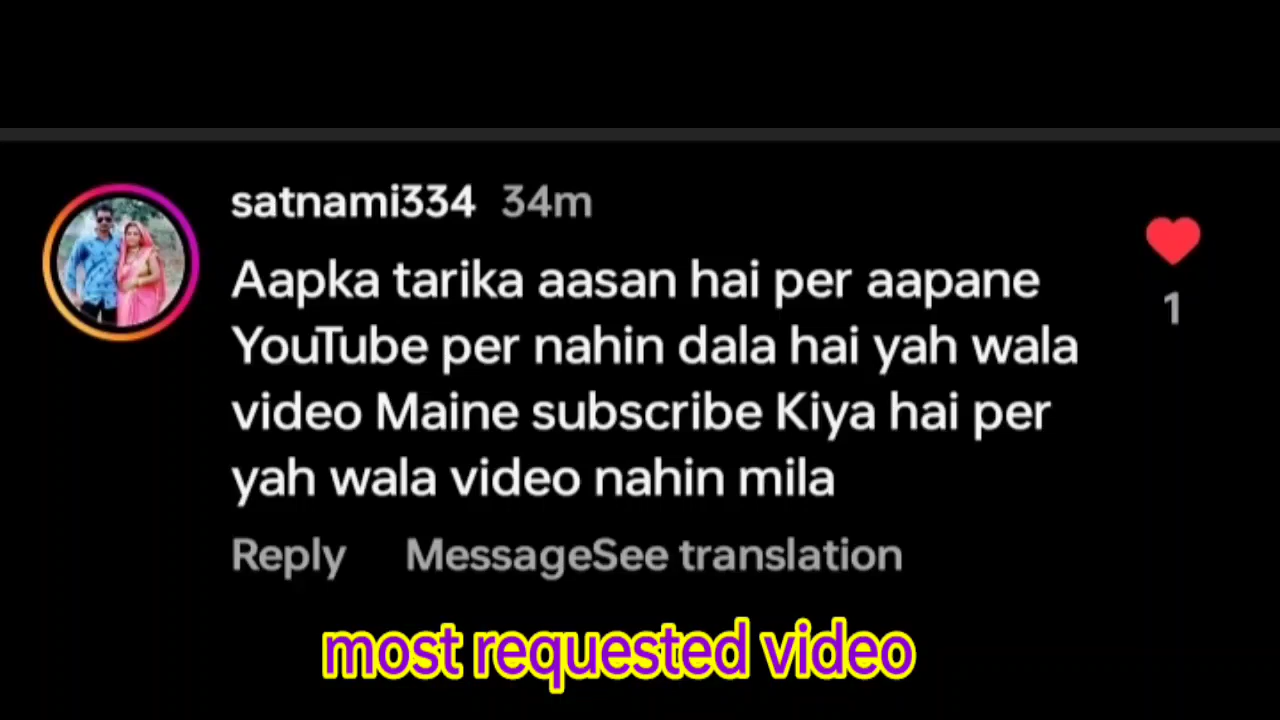 satnami334 34m
Aapka tarika aasan hai per aapane
YouTube per nahin dala hai yah wala
video Maine subscribe Kiya hai per
yah wala video nahin mila
1
Reply MessageSee translation
most requested video